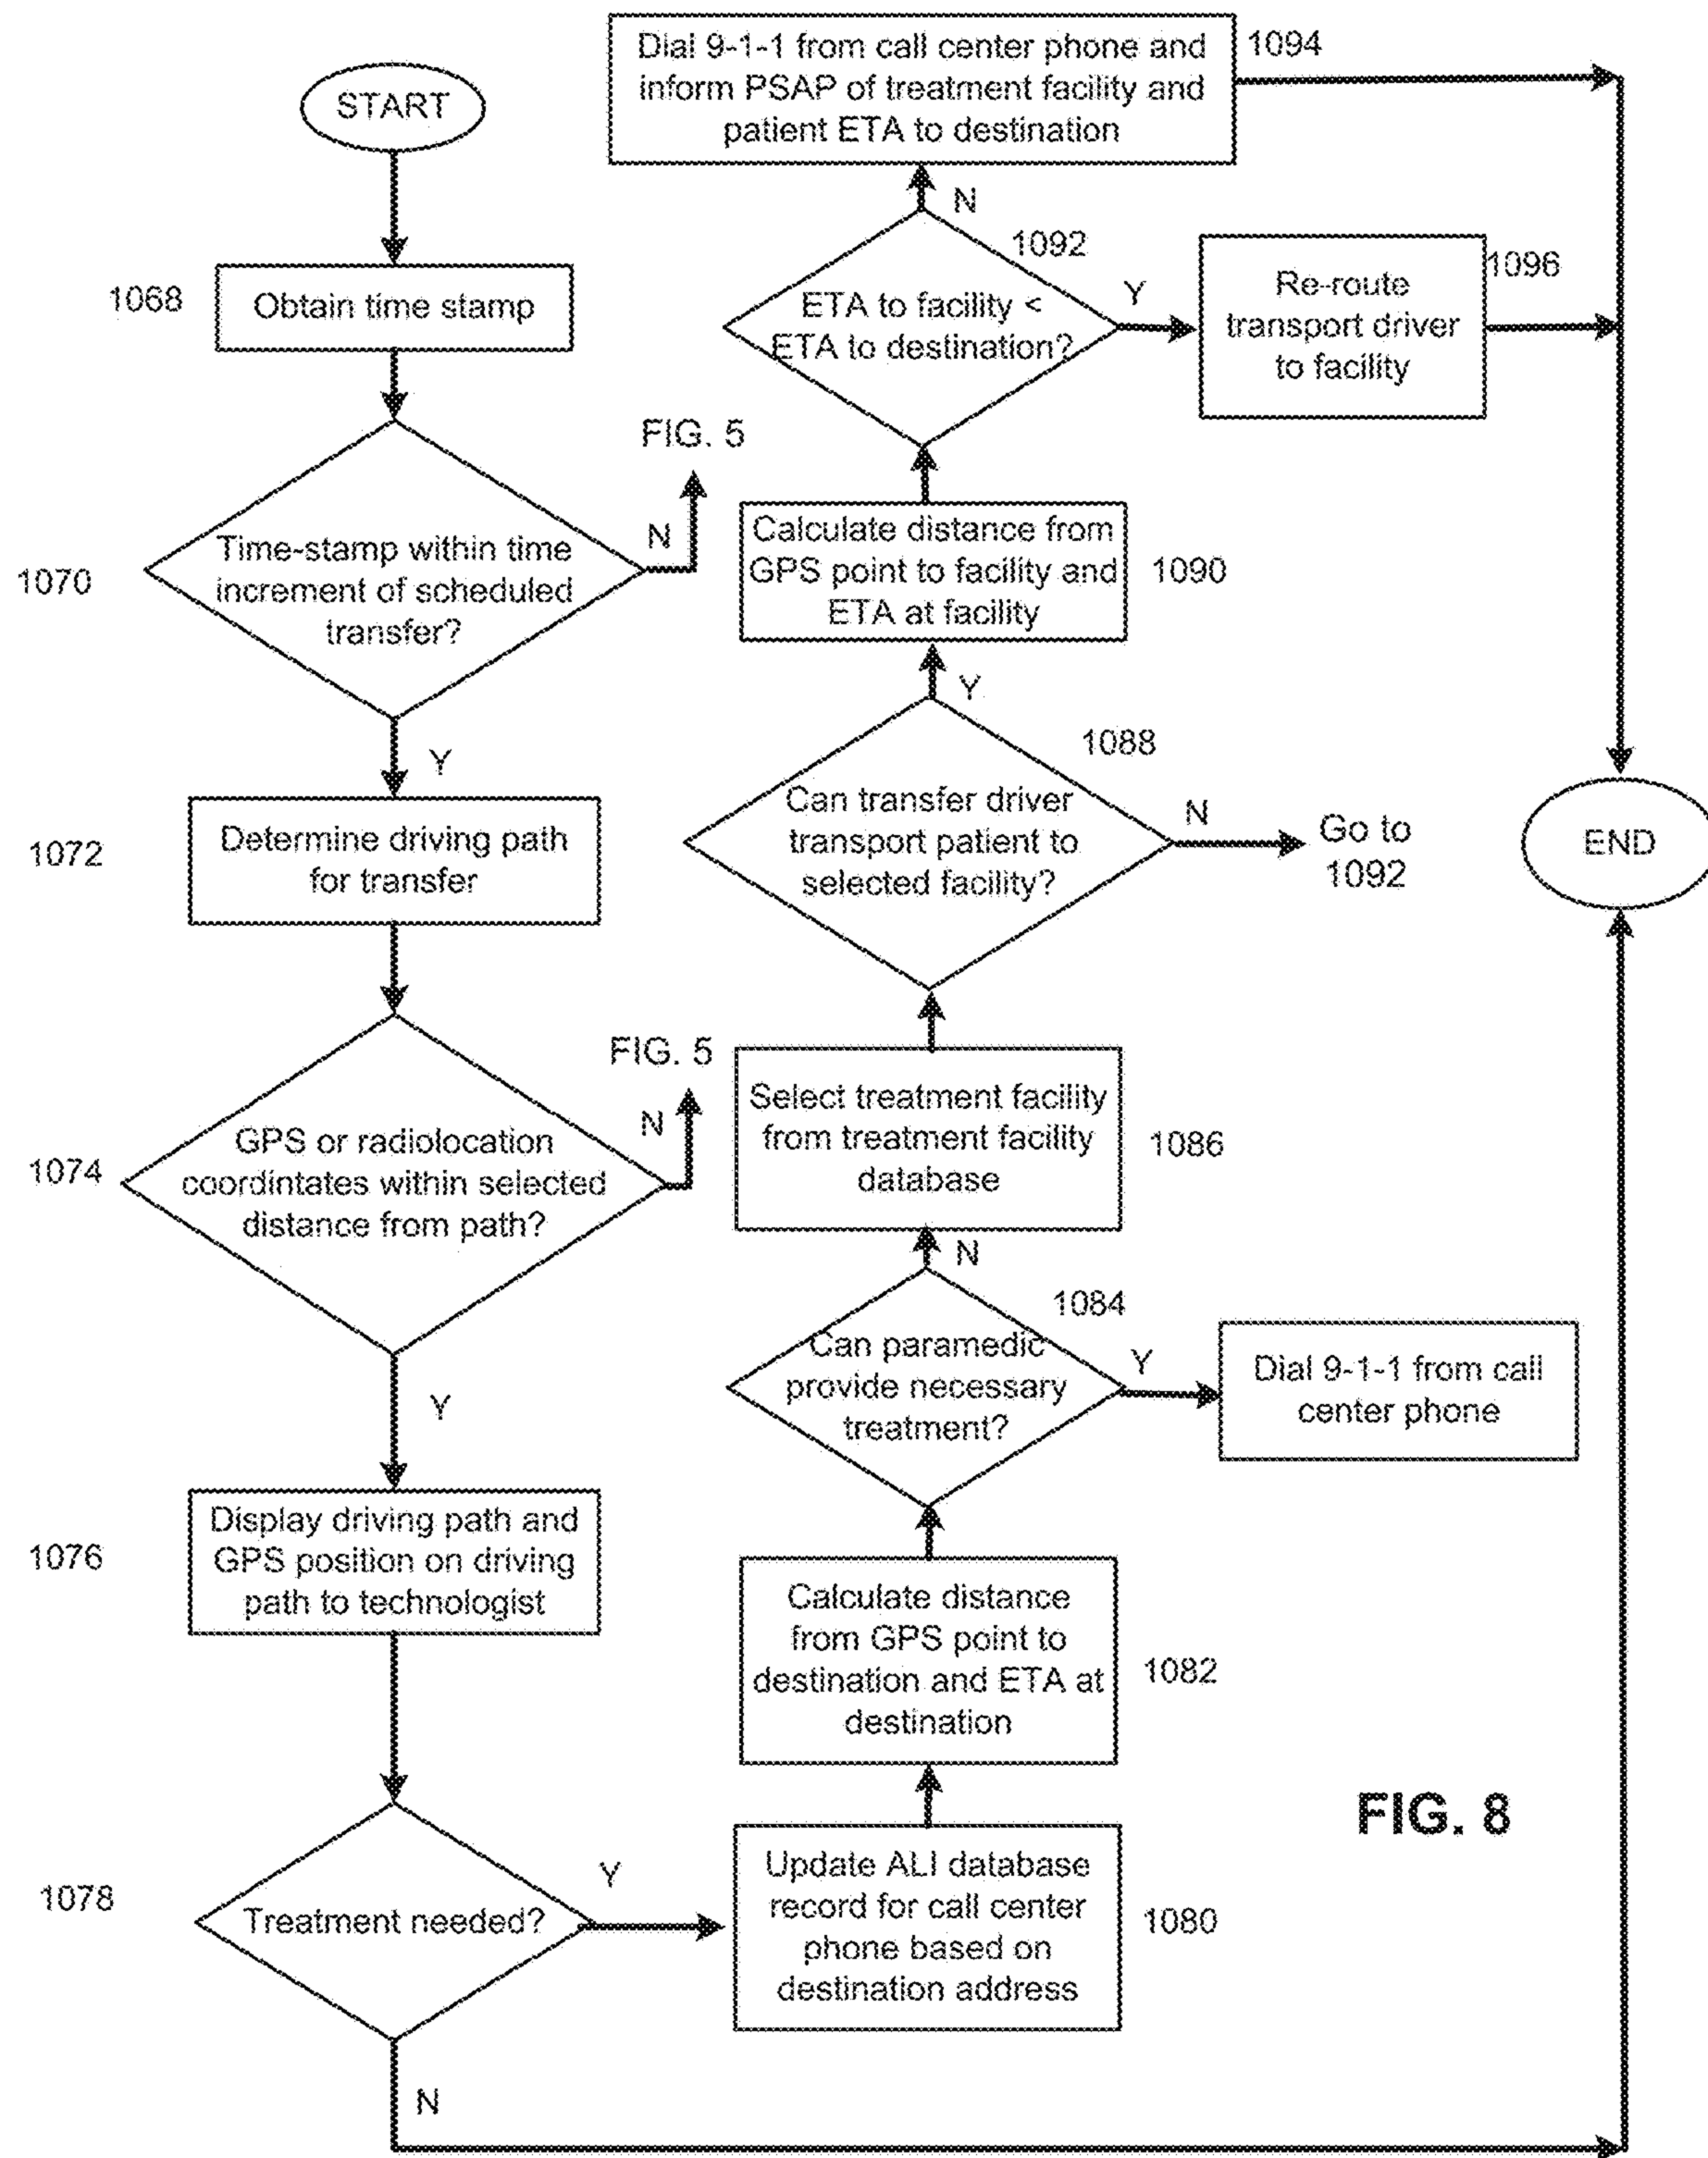 START
1068
Obtain time stamp
FIG. 5
N
1070
Time-stamp within time
increment of scheduled
transfer?
Y
1072
Determine driving path
for transfer
FIG. 5
N
1074
GPS or radiolocation
coordintates within selected
distance from path?
Y
1076
Display driving path and
GPS position on driving
path to technologist
1078
Treatment needed?
Y
N
Update ALI database
record for call center
phone based on
destination address
1080
Calculate distance
from GPS point to
destination and ETA at
destination
1082
1084
Can paramedic
provide necessary
treatment?
Y
Dial 9-1-1 from call
center phone
N
Select treatment facility
from treatment facility
database
1086
1088
Can transfer driver
transport patient to
selected facility?
N
Go to
1092
Y
Calculate distance from
GPS point to facility and
ETA at facility
1090
1092
ETA to facility <
ETA to destination?
Y
Re-route
transport driver
to facility
1096
N
Dial 9-1-1 from call center phone and
inform PSAP of treatment facility and
patient ETA to destination
1094
END
FIG. 8